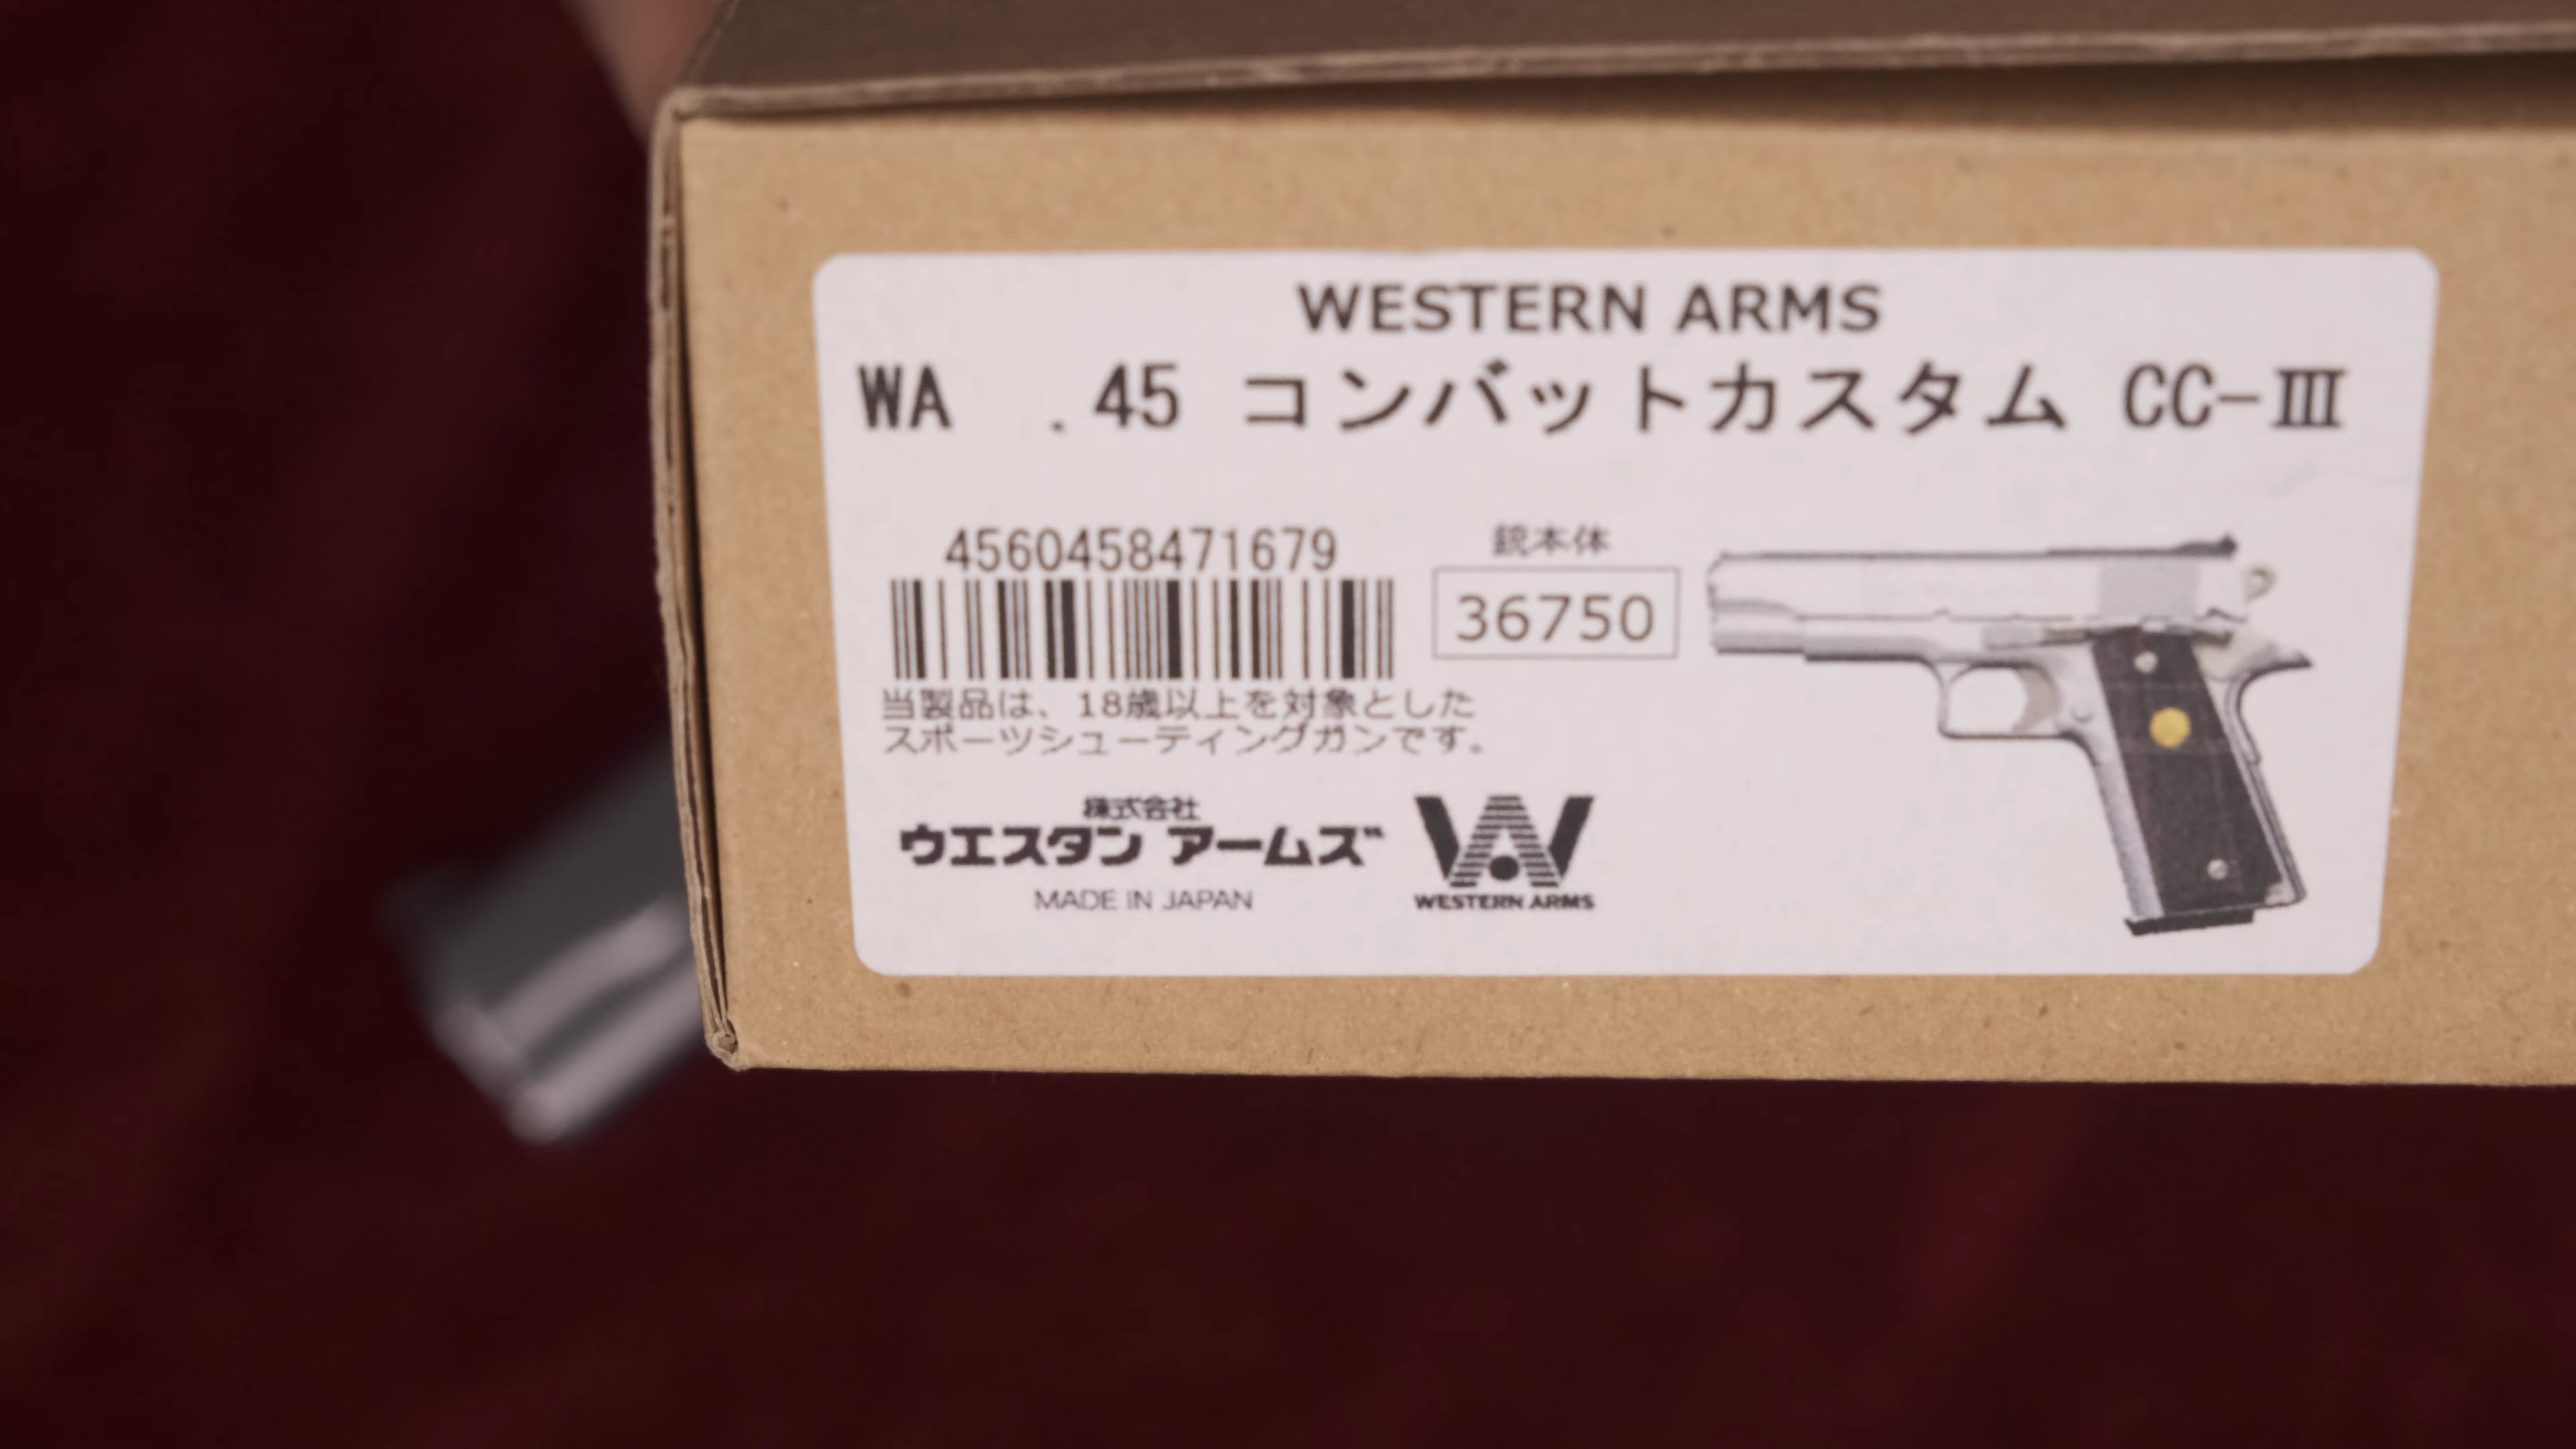 WESTERN ARMS
WA .45 コンバットカスタム CC-Ⅲ
4560458471679
銃本体
36750
当製品は、18歳以上を対象とした
スポーツシューティングガンです。
株式会社
ウエスタン アームズ
MADE IN JAPAN
WESTERN ARMS